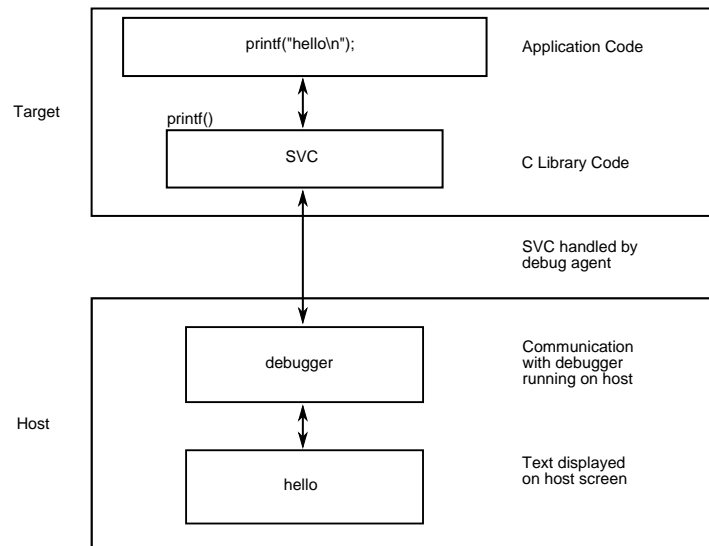 printf("hello\n");
Application Code
Target
printf()
SVC
C Library Code
SVC handled by
debug agent
debugger
Communication
with debugger
running on host
Host
hello
Text displayed
on host screen